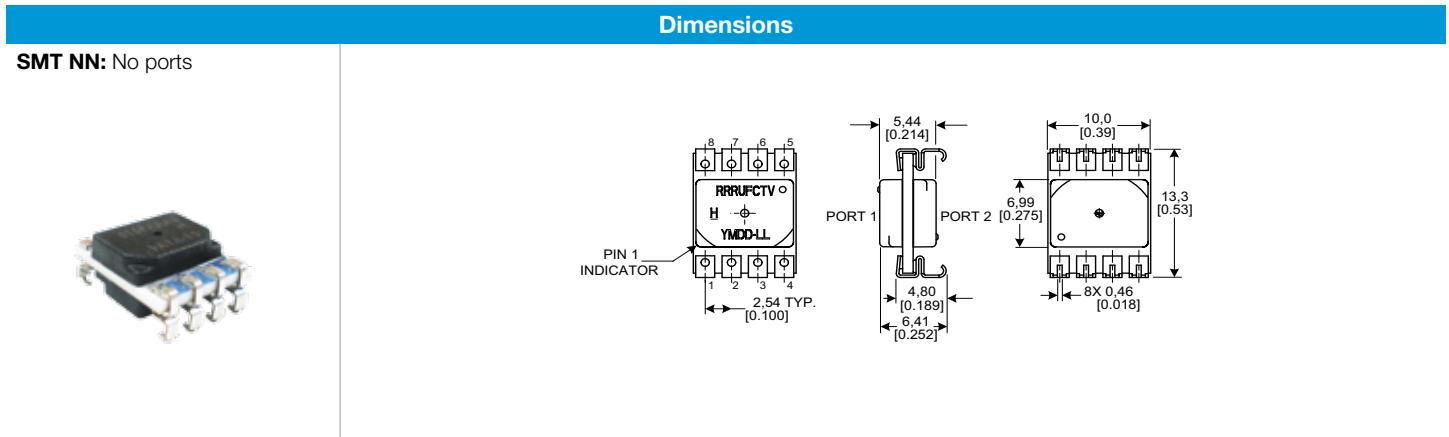 Dimensions
SMT NN: No ports
8 7 6 5
RRRUFCTV
H
YMDD-LL
PIN 1
INDICATOR
1 2 3 4
2,54 TYP.
[0.100]
5,44
[0.214]
PORT 1
PORT 2
4,80
[0.189]
6,41
[0.252]
10,0
[0.39]
6,99
[0.275]
13,3
[0.53]
8X 0,46
[0.018]